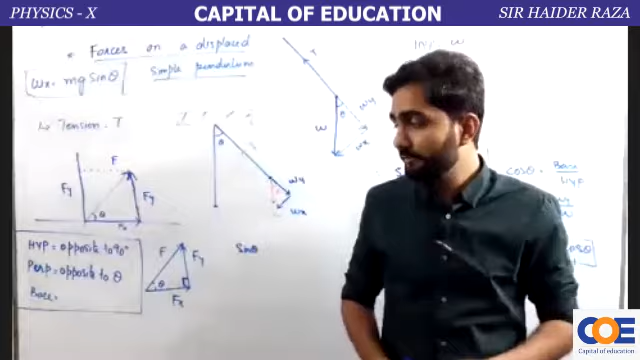 PHYSICS - X
CAPITAL OF EDUCATION
SIR HAIDER RAZA
* Forces on a displaced
Simple pendulum
Wx = mg sinθ
↳ Tension, T
F
Fy
Fy
θ
Fx
θ
Wy
Wx
T
θ
W
Wy
Wx
Hyp = opposite to 90°
Perp = opposite to θ
Base =
F
Fy
θ
Fx
Sinθ
Cosθ = Base
Hyp
W
COE
Capital of education